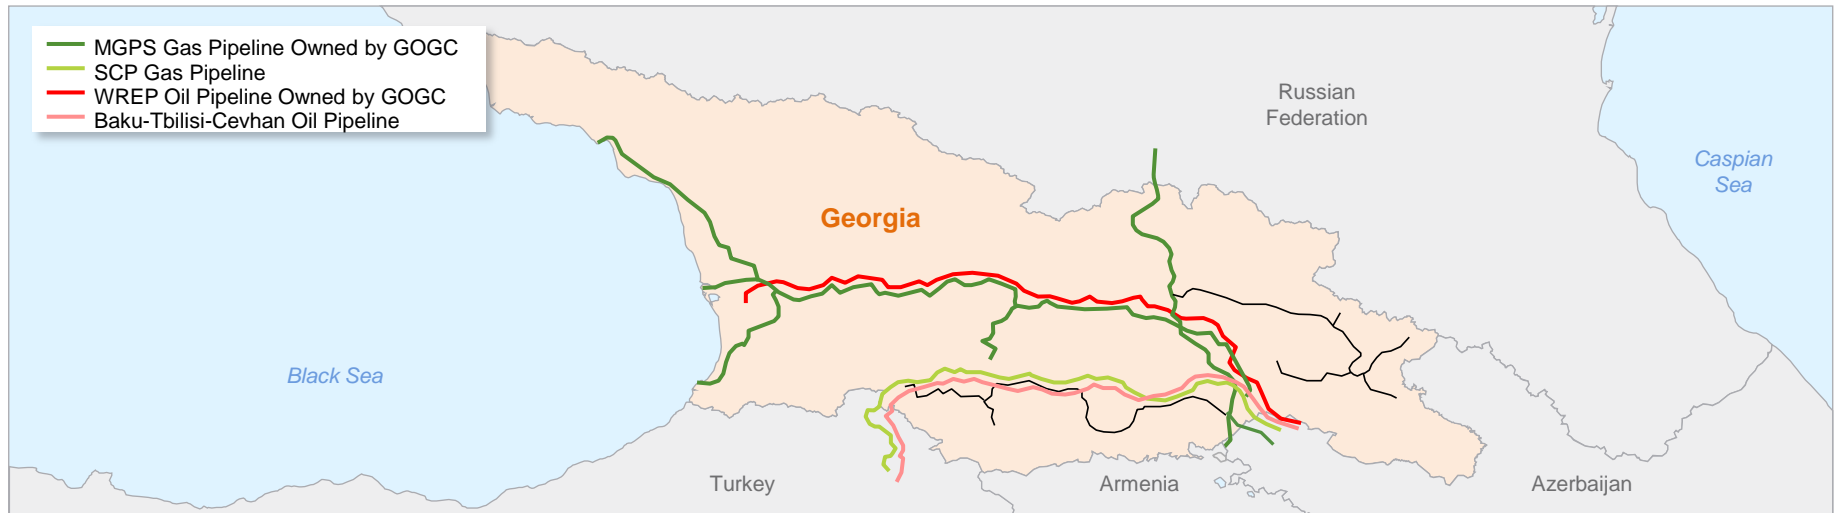 MGPS Gas Pipeline Owned by GOGC
SCP Gas Pipeline
WREP Oil Pipeline Owned by GOGC
Baku-Tbilisi-Cevhan Oil Pipeline
Russian
Federation
Caspian
Sea
Georgia
Black Sea
Turkey
Armenia
Azerbaijan